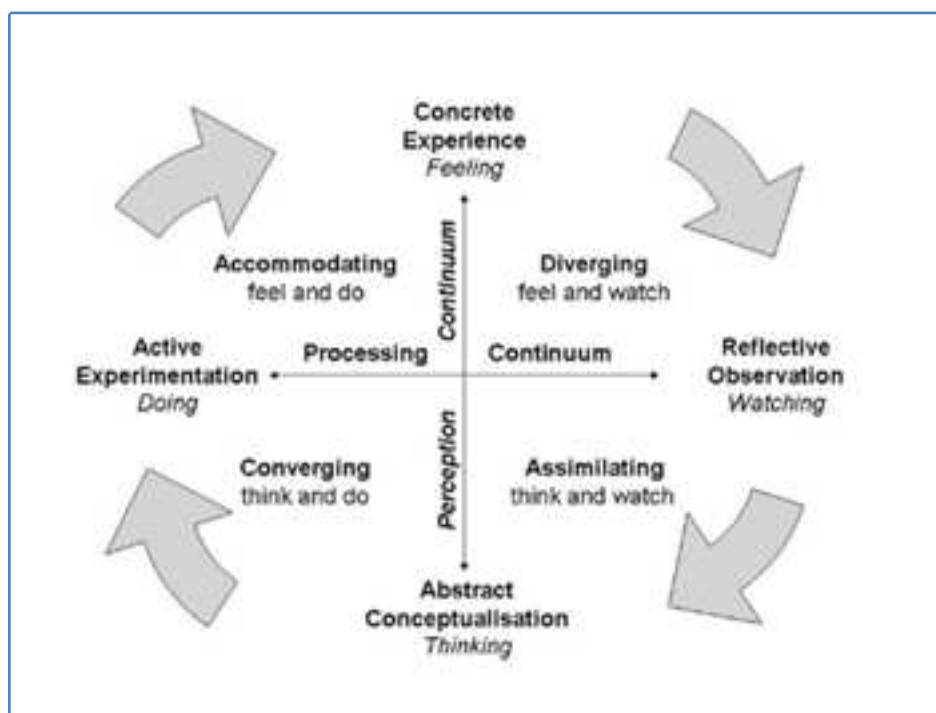 Concrete
Experience
Feeling
Accommodating
feel and do
Continuum
Diverging
feel and watch
Active
Experimentation
Doing
Processing
Continuum
Reflective
Observation
Watching
Converging
think and do
Perception
Assimilating
think and watch
Abstract
Conceptualisation
Thinking